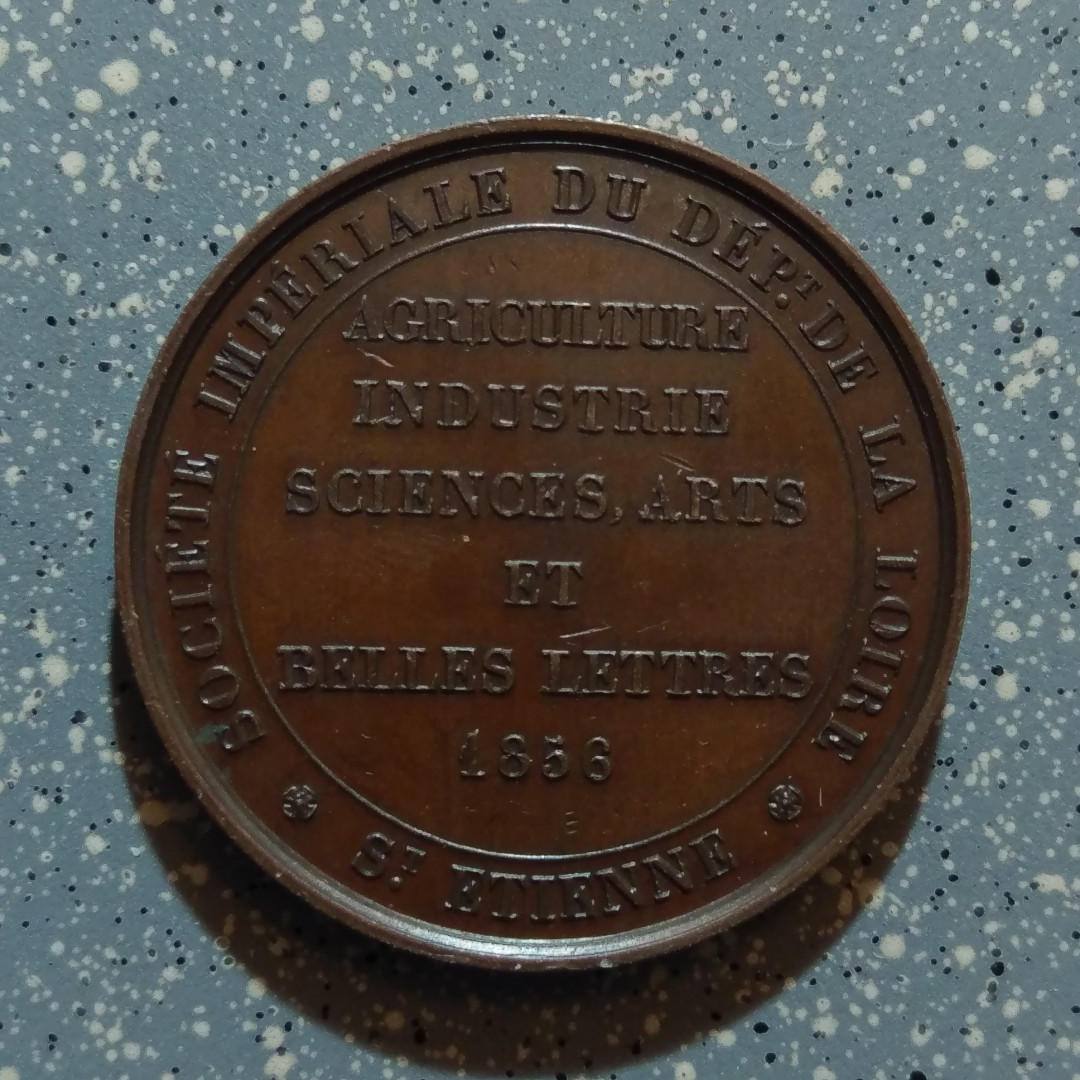 SOCIÉTÉ IMPÉRIALE DU DÉPT. DE LA LOIRE
AGRICULTURE
INDUSTRIE
SCIENCES, ARTS
ET
BELLES LETTRES
1856
ST. ETIENNE